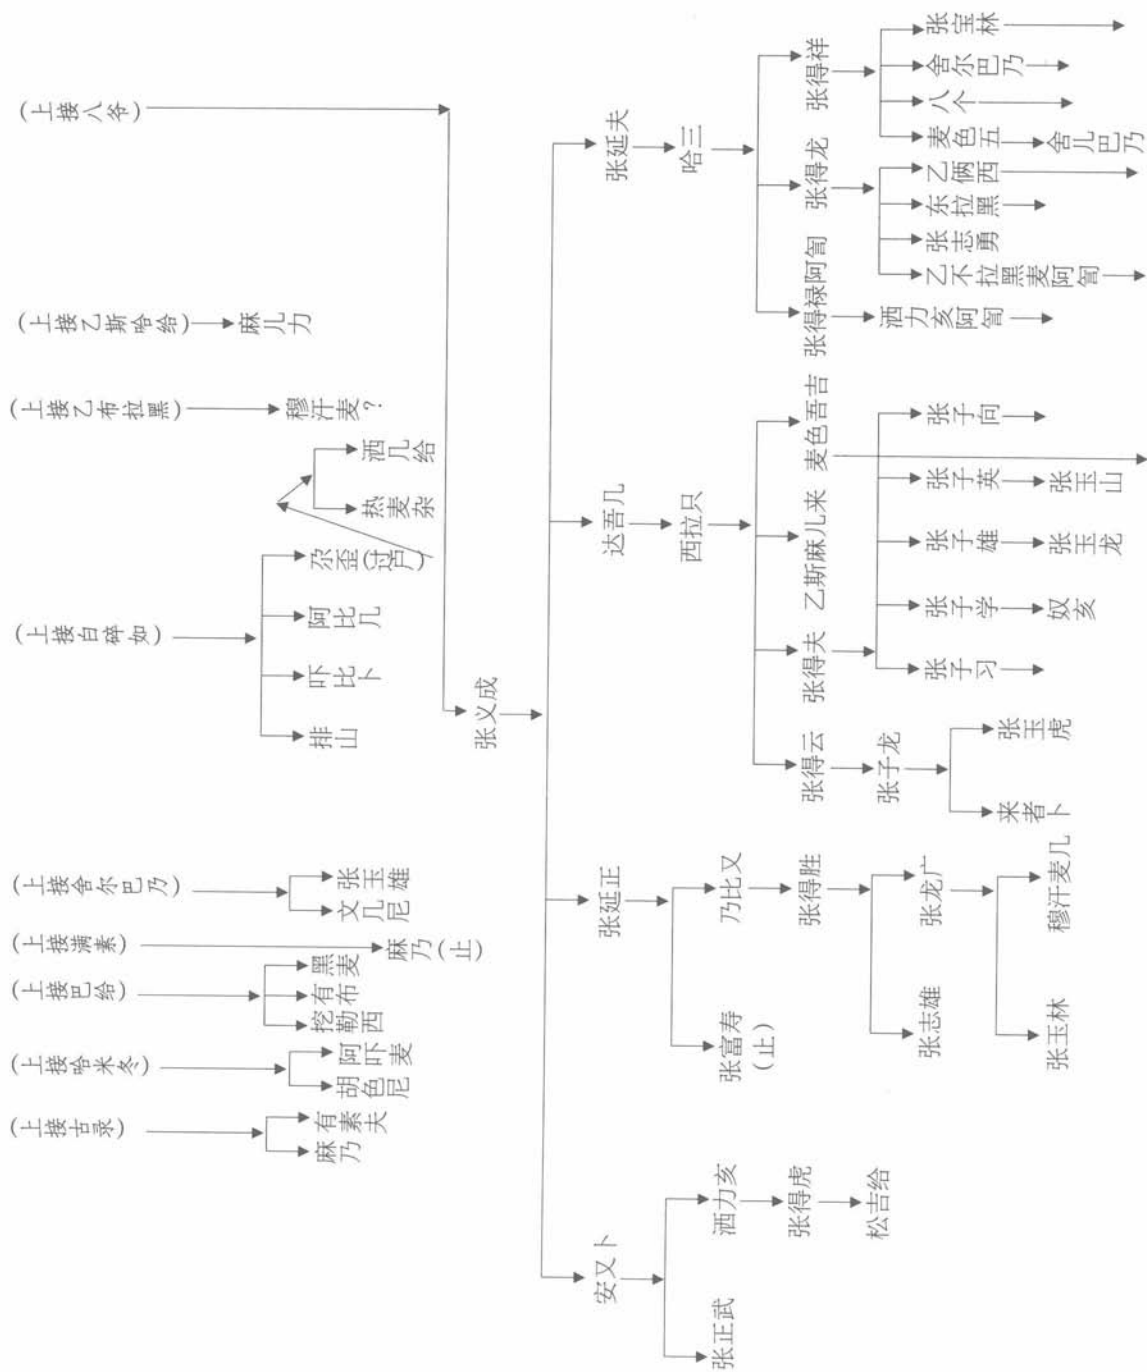 (上接古录)
麻乃
有素夫
(上接哈米冬)
胡色尼
阿吓麦
(上接巴给)
挖勒西
有布
黑麦
(上接满素)
麻乃(止)
(上接舍尔巴乃)
文几尼
张玉雄
(上接白碎如)
排山
吓比卜
阿比几
尕歪(过卢)
热麦杂
洒几给
(上接乙布拉黑)
穆汗麦?
(上接乙斯哈给)
麻儿力
(上接八爷)
张义成
安又卜
张延正
达吾几
张延夫
张正武
洒力亥
张富寿
(止)
乃比又
西拉只
哈三
张得虎
张得胜
张得云
张得夫
乙斯麻儿来
麦色吾吉
张得禄阿訇
张得龙
张得祥
松吉给
张志雄
张龙广
张子龙
张子习
张子学
张子雄
张子英
张子向
洒力亥阿訇
乙不拉黑麦阿訇
张志勇
东拉黑
乙俩西
麦色五
八个
舍尔巴乃
张宝林
张玉林
穆汗麦几
来者卜
张玉虎
奴亥
张玉龙
张玉山
舍儿巴乃